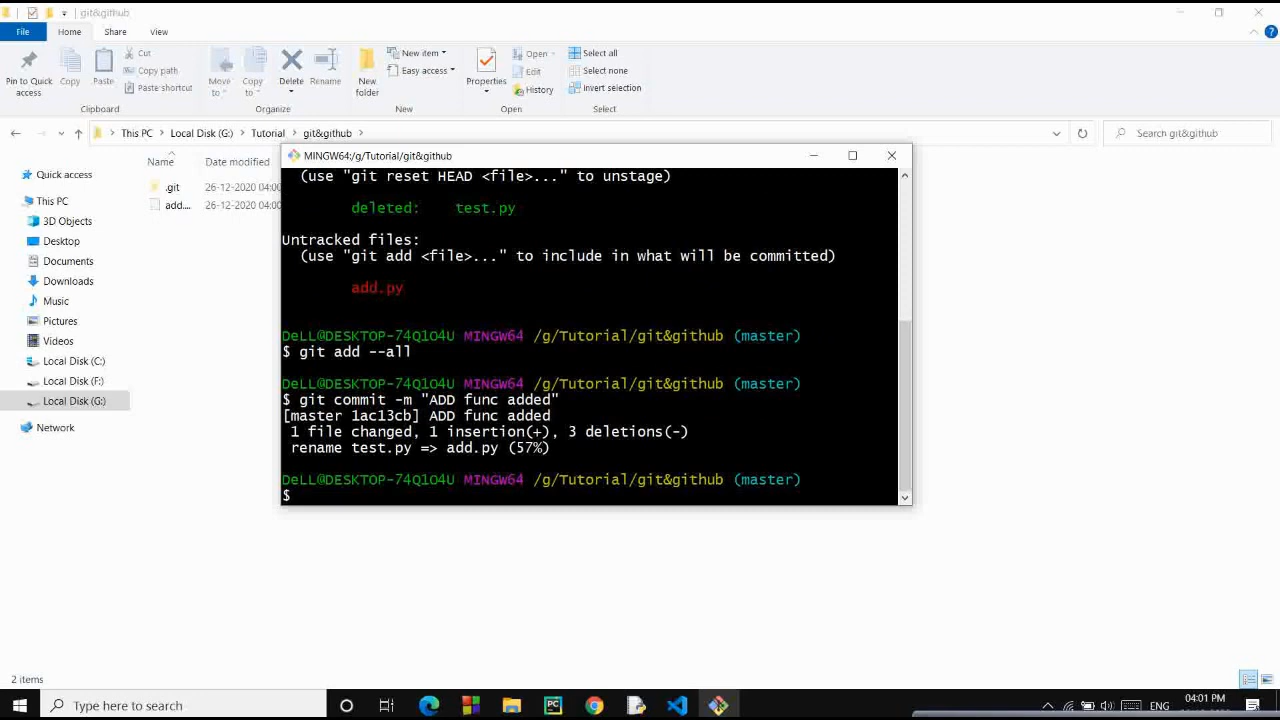 git&github
File
Home
Share
View
Pin to Quick access
Copy
Paste
Cut
Copy path
Paste shortcut
Clipboard
Move to
Copy to
Delete
Rename
Organize
New folder
New item
Easy access
New
Properties
Open
Edit
History
Open
Select all
Select none
Invert selection
Select
This PC
Local Disk (G:)
Tutorial
git&github
Search git&github
Name
Date modified
.git
26-12-2020 04:00
add....
26-12-2020 04:00
Quick access
This PC
3D Objects
Desktop
Documents
Downloads
Music
Pictures
Videos
Local Disk (C:)
Local Disk (F:)
Local Disk (G:)
Network
MINGW64:/g/Tutorial/git&github
(use "git reset HEAD <file>..." to unstage)
deleted: test.py
Untracked files:
(use "git add <file>..." to include in what will be committed)
add.py
DeLL@DESKTOP-74Q1O4U MINGW64 /g/Tutorial/git&github (master)
$ git add --all
DeLL@DESKTOP-74Q1O4U MINGW64 /g/Tutorial/git&github (master)
$ git commit -m "ADD func added"
[master 1ac13cb] ADD func added
1 file changed, 1 insertion(+), 3 deletions(-)
rename test.py => add.py (57%)
DeLL@DESKTOP-74Q1O4U MINGW64 /g/Tutorial/git&github (master)
$
2 items
Type here to search
PC
ENG
04:01 PM